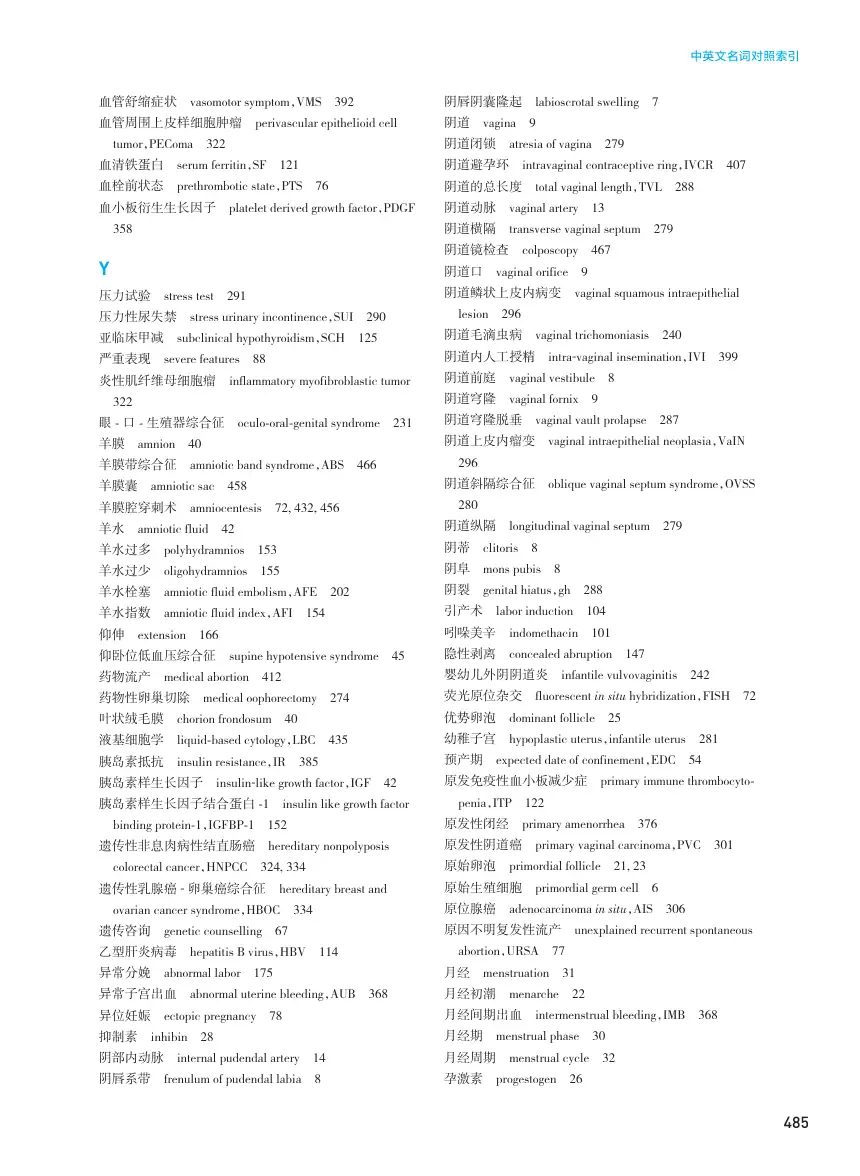 中英文名词对照索引
血管舒缩症状 vasomotor symptom,VMS 392
血管周围上皮样细胞肿瘤 perivascular epithelioid cell
tumor,PEComa 322
血清铁蛋白 serum ferritin,SF 121
血栓前状态 prethrombotic state,PTS 76
血小板衍生生长因子 platelet derived growth factor,PDGF
358
Y
压力试验 stress test 291
压力性尿失禁 stress urinary incontinence,SUI 290
亚临床甲减 subclinical hypothyroidism,SCH 125
严重表现 severe features 88
炎性肌纤维母细胞瘤 inflammatory myofibroblastic tumor
322
眼 - 口 - 生殖器综合征 oculo-oral-genital syndrome 231
羊膜 amnion 40
羊膜带综合征 amniotic band syndrome,ABS 466
羊膜囊 amniotic sac 458
羊膜腔穿刺术 amniocentesis 72, 432, 456
羊水 amniotic fluid 42
羊水过多 polyhydramnios 153
羊水过少 oligohydramnios 155
羊水栓塞 amniotic fluid embolism,AFE 202
羊水指数 amniotic fluid index,AFI 154
仰伸 extension 166
仰卧位低血压综合征 supine hypotensive syndrome 45
药物流产 medical abortion 412
药物性卵巢切除 medical oophorectomy 274
叶状绒毛膜 chorion frondosum 40
液基细胞学 liquid-based cytology,LBC 435
胰岛素抵抗 insulin resistance,IR 385
胰岛素样生长因子 insulin-like growth factor,IGF 42
胰岛素样生长因子结合蛋白 -1 insulin like growth factor
binding protein-1,IGFBP-1 152
遗传性非息肉病性结直肠癌 hereditary nonpolyposis
colorectal cancer,HNPCC 324, 334
遗传性乳腺癌 - 卵巢癌综合征 hereditary breast and
ovarian cancer syndrome,HBOC 334
遗传咨询 genetic counselling 67
乙型肝炎病毒 hepatitis B virus,HBV 114
异常分娩 abnormal labor 175
异常子宫出血 abnormal uterine bleeding,AUB 368
异位妊娠 ectopic pregnancy 78
抑制素 inhibin 28
阴部内动脉 internal pudendal artery 14
阴唇系带 frenulum of pudendal labia 8
阴唇阴囊隆起 labioscrotal swelling 7
阴道 vagina 9
阴道闭锁 atresia of vagina 279
阴道避孕环 intravaginal contraceptive ring,IVCR 407
阴道的总长度 total vaginal length,TVL 288
阴道动脉 vaginal artery 13
阴道横隔 transverse vaginal septum 279
阴道镜检查 colposcopy 467
阴道口 vaginal orifice 9
阴道鳞状上皮内病变 vaginal squamous intraepithelial
lesion 296
阴道毛滴虫病 vaginal trichomoniasis 240
阴道内人工授精 intra-vaginal insemination,IVI 399
阴道前庭 vaginal vestibule 8
阴道穹隆 vaginal fornix 9
阴道穹隆脱垂 vaginal vault prolapse 287
阴道上皮内瘤变 vaginal intraepithelial neoplasia,VaIN
296
阴道斜隔综合征 oblique vaginal septum syndrome,OVSS
280
阴道纵隔 longitudinal vaginal septum 279
阴蒂 clitoris 8
阴阜 mons pubis 8
阴裂 genital hiatus,gh 288
引产术 labor induction 104
吲哚美辛 indomethacin 101
隐性剥离 concealed abruption 147
婴幼儿外阴阴道炎 infantile vulvovaginitis 242
荧光原位杂交 fluorescent in situ hybridization,FISH 72
优势卵泡 dominant follicle 25
幼稚子宫 hypoplastic uterus,infantile uterus 281
预产期 expected date of confinement,EDC 54
原发免疫性血小板减少症 primary immune thrombocyto-
penia,ITP 122
原发性闭经 primary amenorrhea 376
原发性阴道癌 primary vaginal carcinoma,PVC 301
原始卵泡 primordial follicle 21, 23
原始生殖细胞 primordial germ cell 6
原位腺癌 adenocarcinoma in situ,AIS 306
原因不明复发性流产 unexplained recurrent spontaneous
abortion,URSA 77
月经 menstruation 31
月经初潮 menarche 22
月经间期出血 intermenstrual bleeding,IMB 368
月经期 menstrual phase 30
月经周期 menstrual cycle 32
孕激素 progestogen 26
485